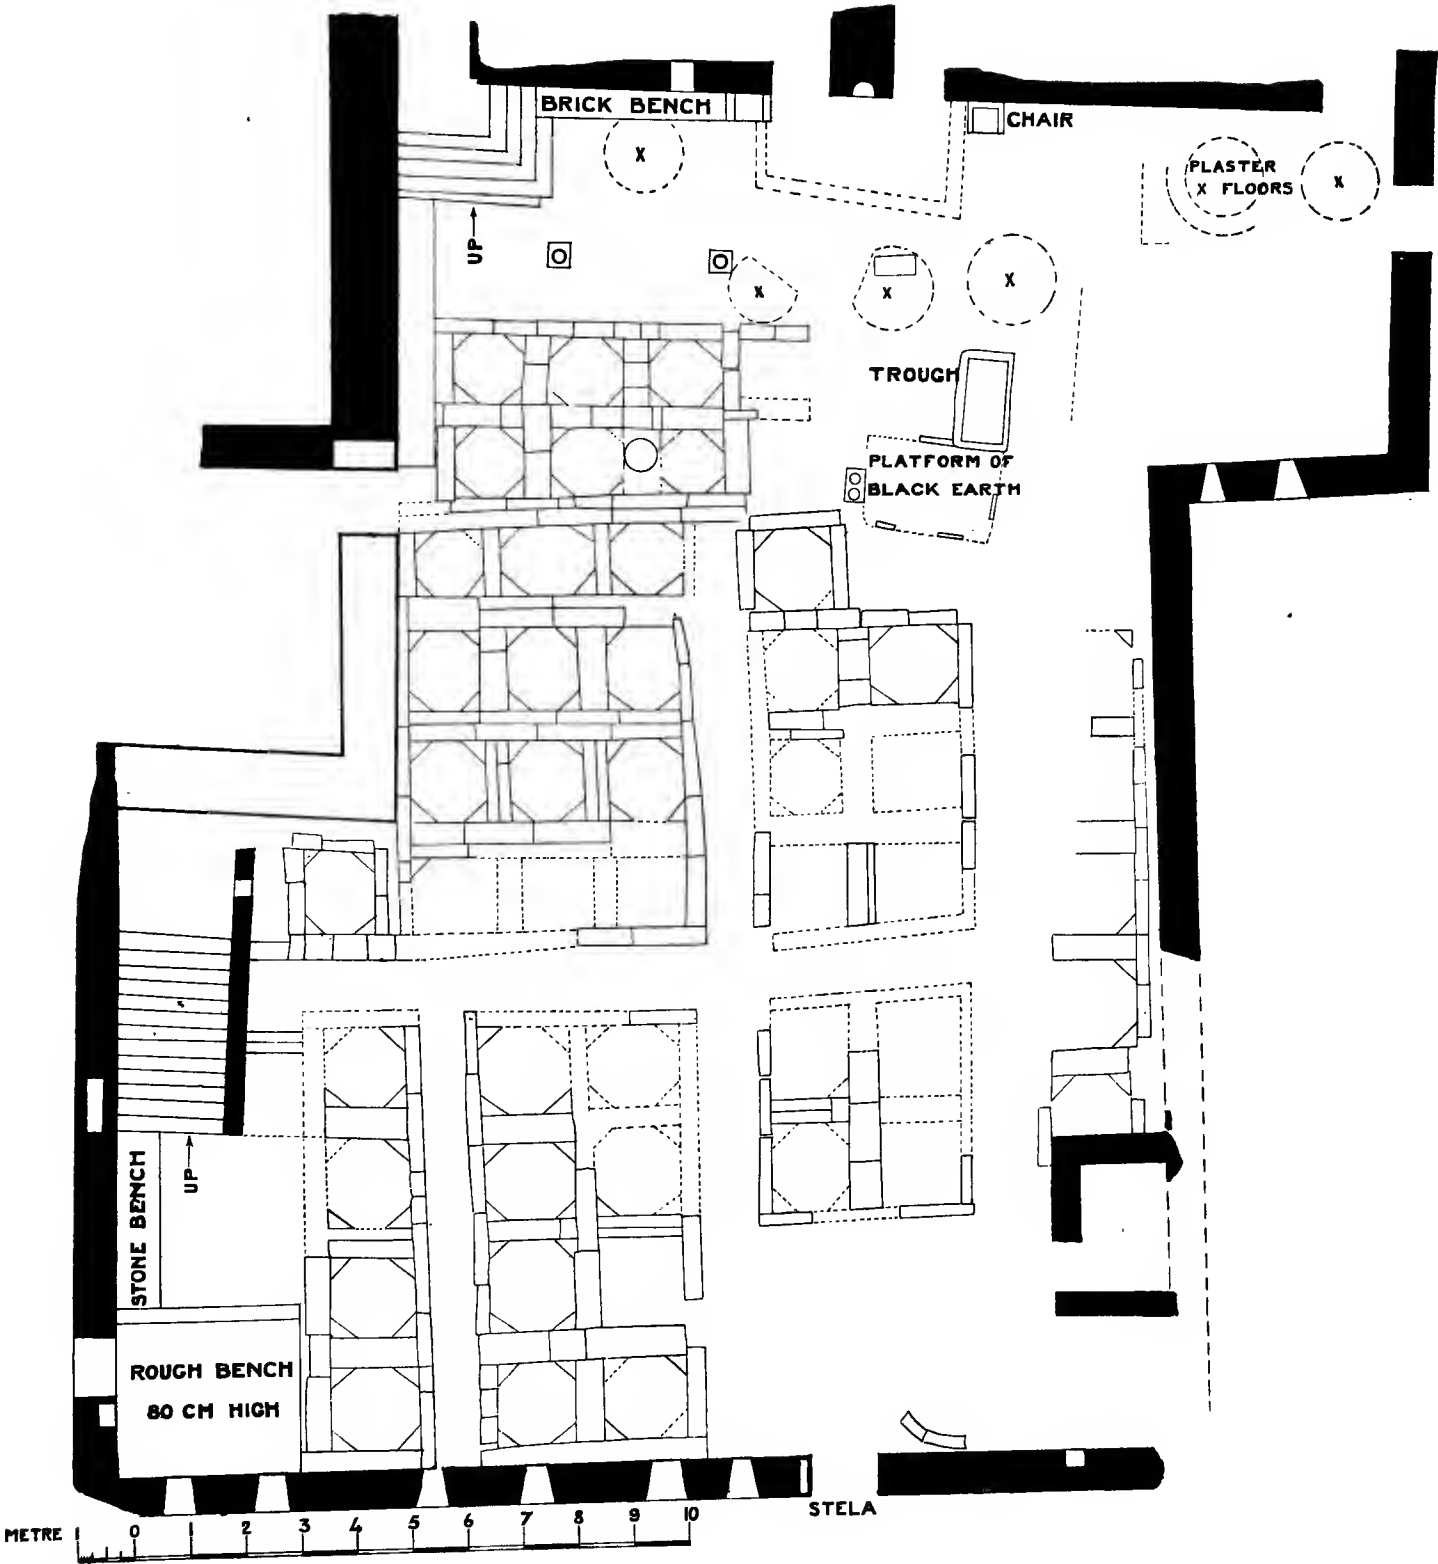 BRICK BENCH
CHAIR
X
PLASTER
X FLOORS
X
UP
X
X
X
TROUGH
PLATFORM OF
BLACK EARTH
STONE BENCH
UP
ROUGH BENCH
80 CM HIGH
STELA
METRE 1 0 1 2 3 4 5 6 7 8 9 10